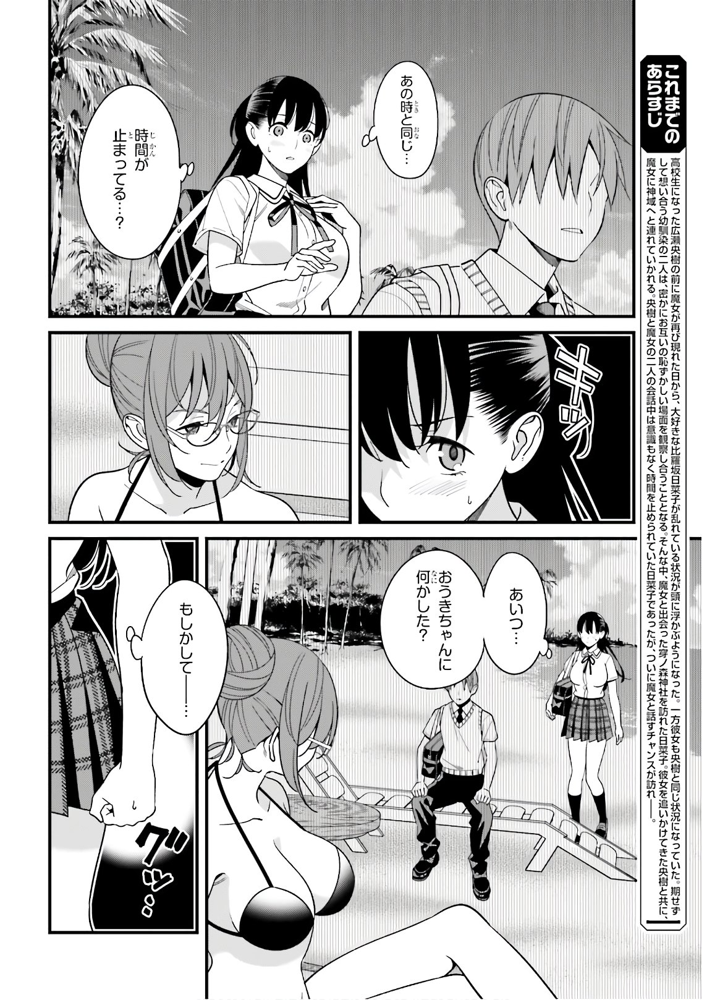 これまでの
あらすじ
高校生になった広瀬央樹の前に魔女が再び現れた日から、大好きな比羅坂日菜子が乱れている状況が頭に浮かぶようになった。一方彼女も央樹と同じ状況になっていた。期せず
して想い合う幼馴染の二人は、密かにお互いの恥ずかしい場面を観察し合うこととなる。そんな中、魔女と出会った穿ノ森神社を訪れた日菜子。彼女を追いかけてきた央樹と共に、
魔女に神域へと連れていかれる。央樹と魔女の二人の会話中は意識もなく時間を止められていた日菜子であったが、ついに魔女と話すチャンスが訪れ──。
あの時と同じ…
とき
おな
時間が
じかん
止まってる…?
と
キッ
あいつ…
おうきちゃんに
何かした?
なに
もしかして──…
グッ…